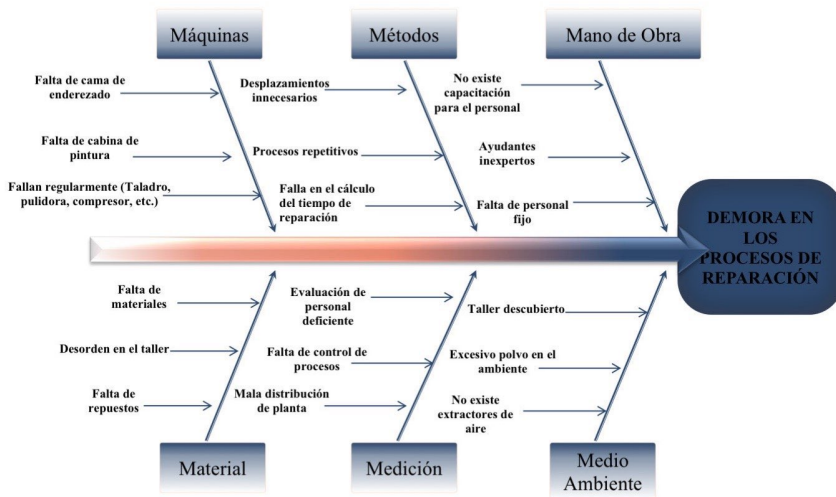 Máquinas
Métodos
Mano de Obra
Falta de cama de
enderezado
Falta de cabina de
pintura
Fallan regularmente (Taladro,
pulidora, compresor, etc.)
Desplazamientos
innecesarios
Procesos repetitivos
Falla en el cálculo
del tiempo de
reparación
No existe
capacitación
para el personal
Ayudantes
inexpertos
Falta de personal
fijo
DEMORA EN
LOS
PROCESOS DE
REPARACIÓN
Falta de
materiales
Desorden en el taller
Falta de
repuestos
Evaluación de
personal
deficiente
Falta de control de
procesos
Mala distribución
de planta
Taller descubierto
Excesivo polvo en el
ambiente
No existe
extractores de
aire
Material
Medición
Medio
Ambiente